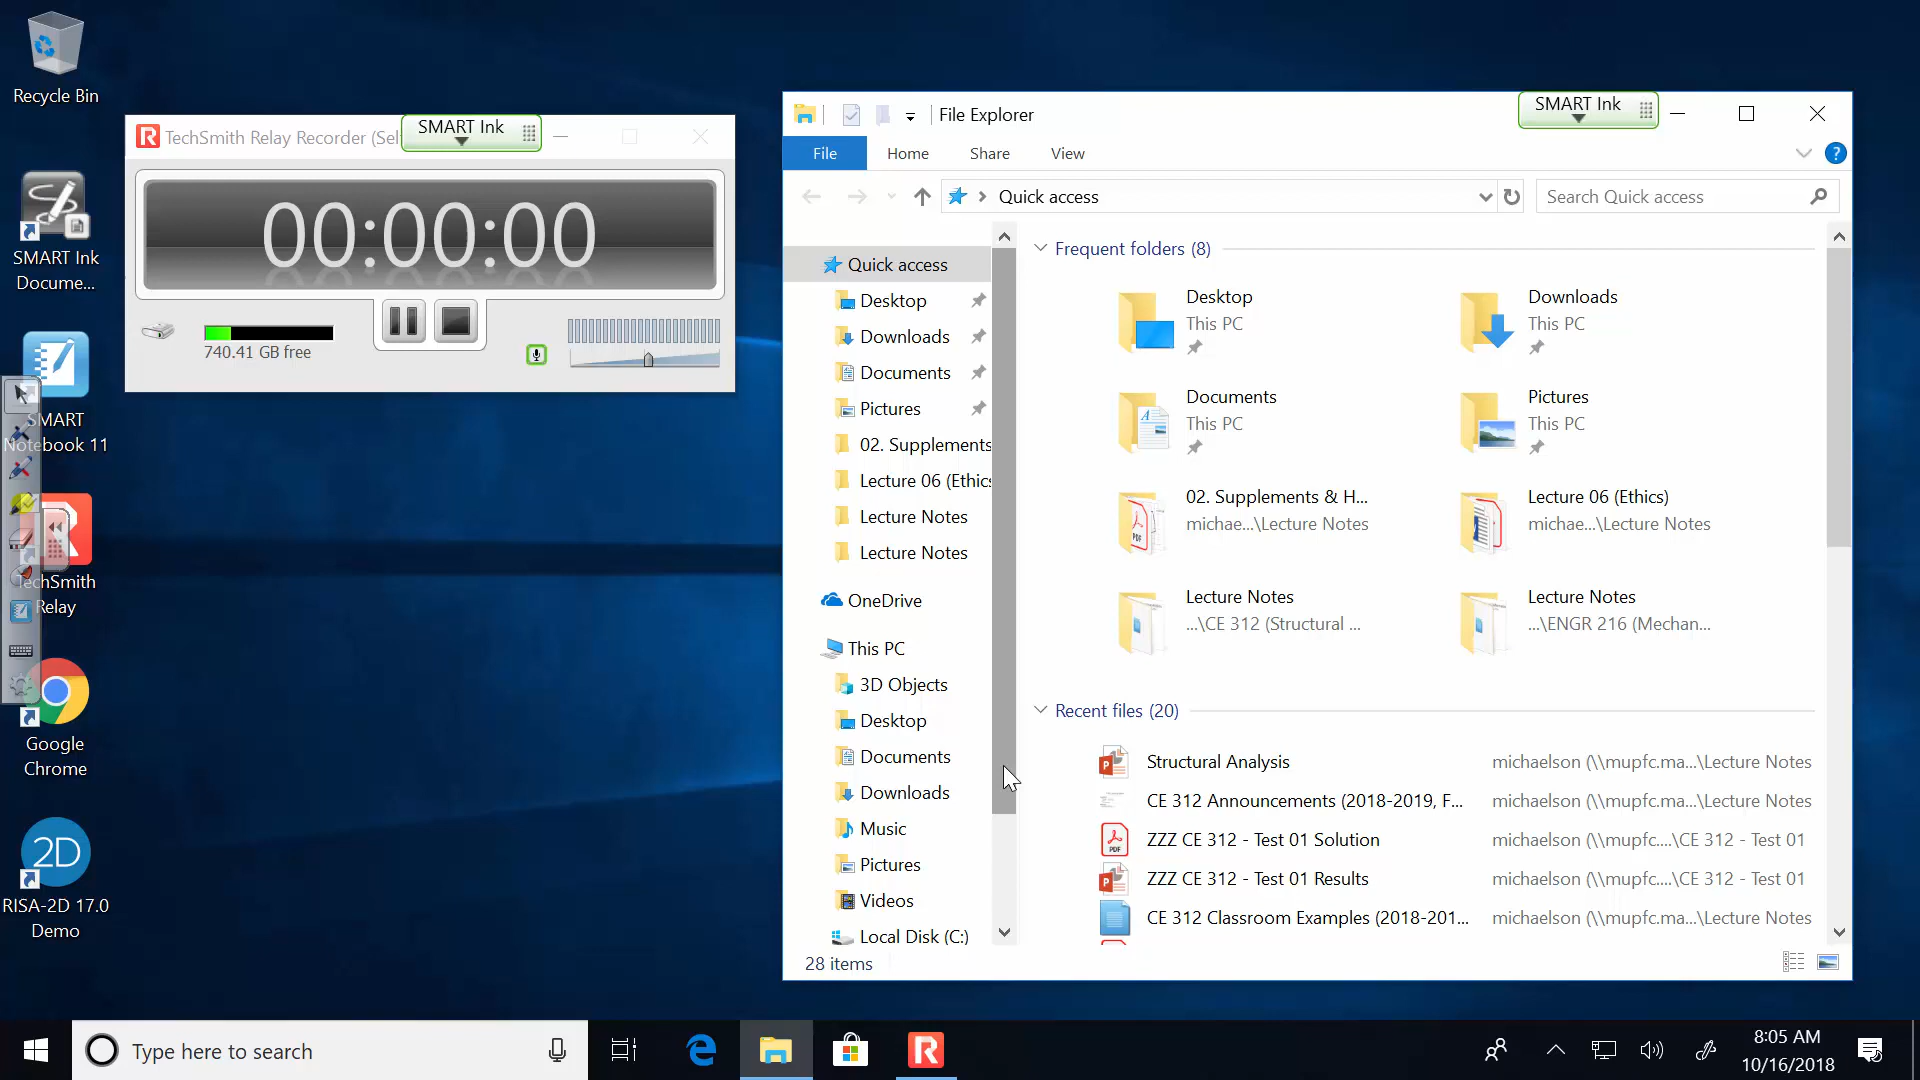 Recycle Bin
SMART Ink
Docume...
SMART
Notebook 11
TechSmith
Relay
Google
Chrome
2D
RISA-2D 17.0
Demo
TechSmith Relay Recorder (Sel
SMART Ink
00:00:00
740.41 GB free
File Explorer
SMART Ink
File
Home
Share
View
Quick access
Search Quick access
Quick access
Desktop
Downloads
Documents
Pictures
02. Supplements
Lecture 06 (Ethics
Lecture Notes
Lecture Notes
OneDrive
This PC
3D Objects
Desktop
Documents
Downloads
Music
Pictures
Videos
Local Disk (C:)
28 items
Frequent folders (8)
Desktop
This PC
Downloads
This PC
Documents
This PC
Pictures
This PC
02. Supplements & H...
michae...\Lecture Notes
Lecture 06 (Ethics)
michae...\Lecture Notes
Lecture Notes
...\CE 312 (Structural ...
Lecture Notes
...\ENGR 216 (Mechan...
Recent files (20)
Structural Analysis michaelson (\\mupfc.ma...\Lecture Notes
CE 312 Announcements (2018-2019, F... michaelson (\\mupfc.ma...\Lecture Notes
ZZZ CE 312 - Test 01 Solution michaelson (\\mupfc....\CE 312 - Test 01
ZZZ CE 312 - Test 01 Results michaelson (\\mupfc....\CE 312 - Test 01
CE 312 Classroom Examples (2018-201... michaelson (\\mupfc.ma...\Lecture Notes
Type here to search
8:05 AM
10/16/2018